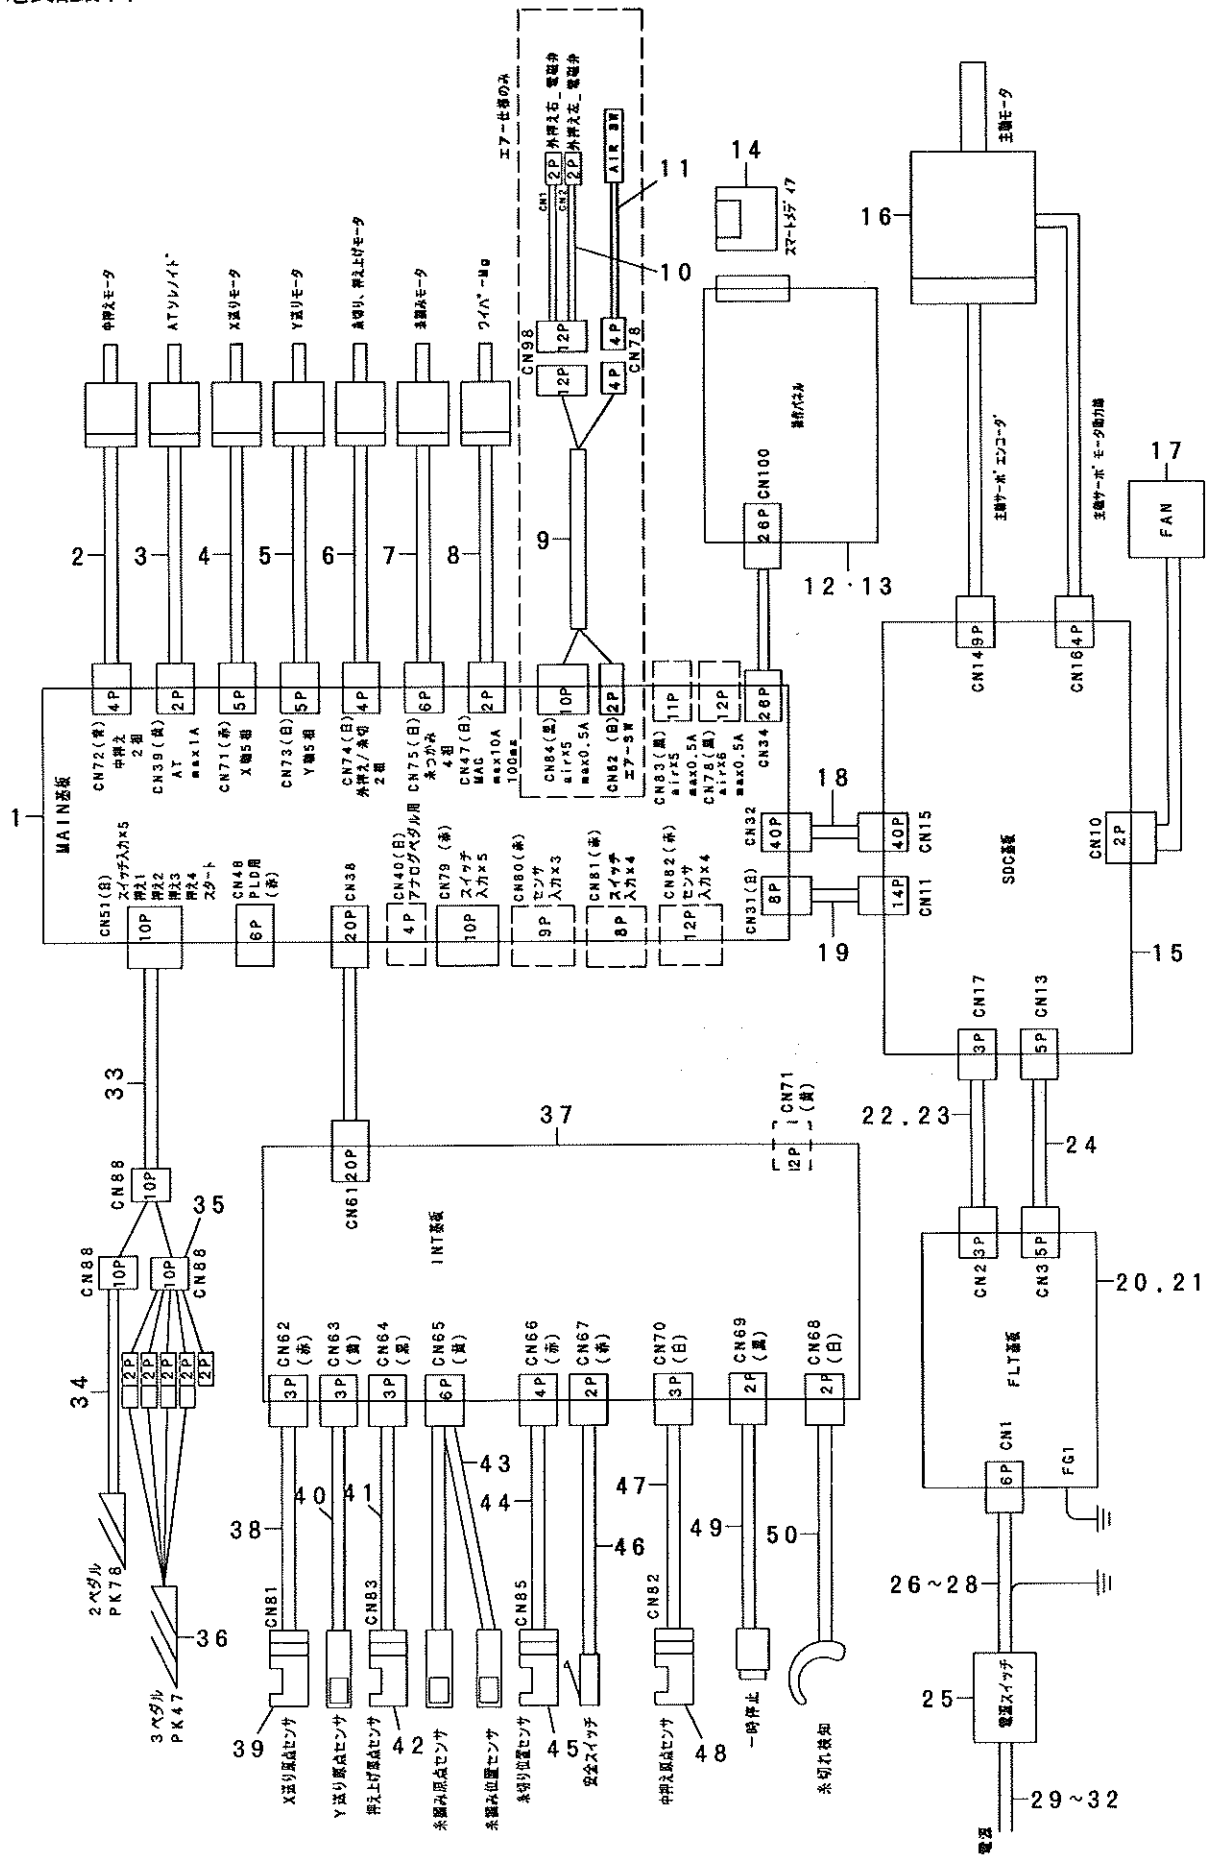 エアー仕様のみ
中押えモータ
ATソレノイド
X送りモータ
Y送りモータ
糸切り、押え上げモータ
糸掴みモータ
ワイパーMg
CN98
12P
12P
CN1
2P
外押え右_電磁弁
CN2
2P
外押え左_電磁弁
AIR SW
4P
4P
CN78
9
10
11
2
3
4
5
6
7
8
14
スマートメディア
操作パネル
26P
CN100
12・13
主軸モータ
16
主軸サーボエンコーダ
主軸サーボモータ動力線
17
FAN
1
MAIN基板
CN72(青)
中押え
2相
4P
CN39(黄)
AT
max1A
2P
CN71(赤)
X軸5相
5P
CN73(白)
Y軸5相
5P
CN74(白)
外押え/糸切
2相
4P
CN75(白)
糸つかみ
4相
6P
CN47(白)
MAG
max10A
100ms
2P
CN84(黒)
airx5
max0.5A
10P
CN52(白)
エアーSW
2P
CN83(黒)
airx5
max0.5A
11P
CN78(黒)
airx6
max0.5A
12P
CN34
26P
CN51(白)
スイッチ入力×5
押え1
押え2
押え3
押え4
スタート
10P
CN48
PLD用
(赤)
6P
CN38
20P
CN40(白)
アナログペダル用
4P
CN79 (赤)
スイッチ
入力×5
10P
CN80(赤)
センサ
入力×3
9P
CN81(赤)
スイッチ
入力×4
8P
CN82(赤)
センサ
入力×4
12P
CN31(白)
8P
CN32
40P
18
19
40P
CN15
14P
CN11
SDC基板
CN14
9P
CN16
4P
CN10
2P
15
CN17
3P
CN13
5P
22.23
24
CN2
3P
CN3
5P
FLT基板
20.21
CN1
6P
FG1
26~28
25
電源スイッチ
29~32
電源
33
CN88
10P
35
CN88
10P
10P
CN88
34
2P
2P
2P
2P
2P
2ペダル
PK78
36
3ペダル
PK47
37
CN61
20P
INT基板
CN71
(黄)
2P
CN62
(赤)
3P
CN63
(黄)
3P
CN64
(黒)
3P
CN65
(黄)
6P
CN66
(赤)
4P
CN67
(赤)
2P
CN70
(白)
3P
CN69
(黒)
2P
CN68
(白)
2P
38
40
41
43
44
46
47
49
50
CN81
CN83
CN85
CN82
39
42
45
48
X送り原点センサ
Y送り原点センサ
押え上げ原点センサ
糸掴み原点センサ
糸掴み位置センサ
糸切り位置センサ
安全スイッチ
中押え原点センサ
一時停止
糸切れ検知